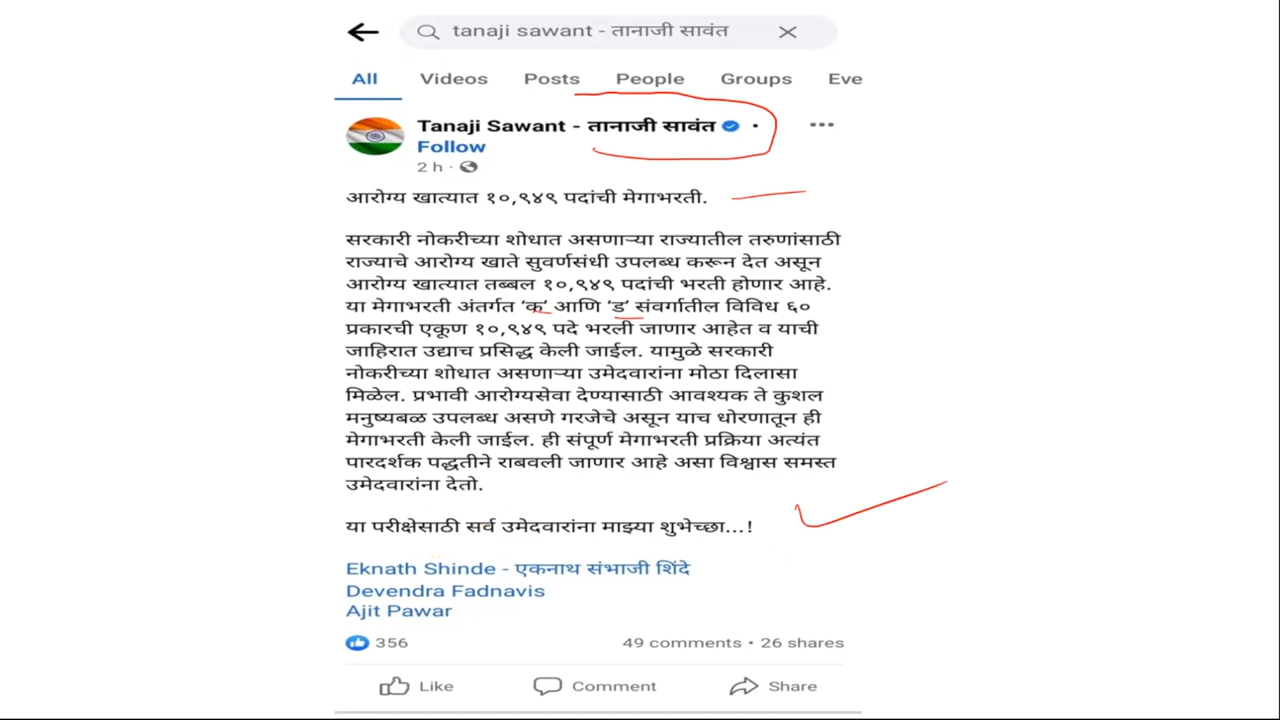 tanaji sawant - तानाजी सावंत
All Videos Posts People Groups Eve
Tanaji Sawant - तानाजी सावंत
Follow
2 h ·
आरोग्य खात्यात १०,९४९ पदांची मेगाभरती.
सरकारी नोकरीच्या शोधात असणाऱ्या राज्यातील तरुणांसाठी
राज्याचे आरोग्य खाते सुवर्णसंधी उपलब्ध करून देत असून
आरोग्य खात्यात तब्बल १०,९४९ पदांची भरती होणार आहे.
या मेगाभरती अंतर्गत ‘क’ आणि ‘ड’ संवर्गातील विविध ६०
प्रकारची एकूण १०,९४९ पदे भरली जाणार आहेत व याची
जाहिरात उद्याच प्रसिद्ध केली जाईल. यामुळे सरकारी
नोकरीच्या शोधात असणाऱ्या उमेदवारांना मोठा दिलासा
मिळेल. प्रभावी आरोग्यसेवा देण्यासाठी आवश्यक ते कुशल
मनुष्यबळ उपलब्ध असणे गरजेचे असून याच धोरणातून ही
मेगाभरती केली जाईल. ही संपूर्ण मेगाभरती प्रक्रिया अत्यंत
पारदर्शक पद्धतीने राबवली जाणार आहे असा विश्वास समस्त
उमेदवारांना देतो.
या परीक्षेसाठी सर्व उमेदवारांना माझ्या शुभेच्छा...!
Eknath Shinde - एकनाथ संभाजी शिंदे
Devendra Fadnavis
Ajit Pawar
356 49 comments • 26 shares
Like Comment Share